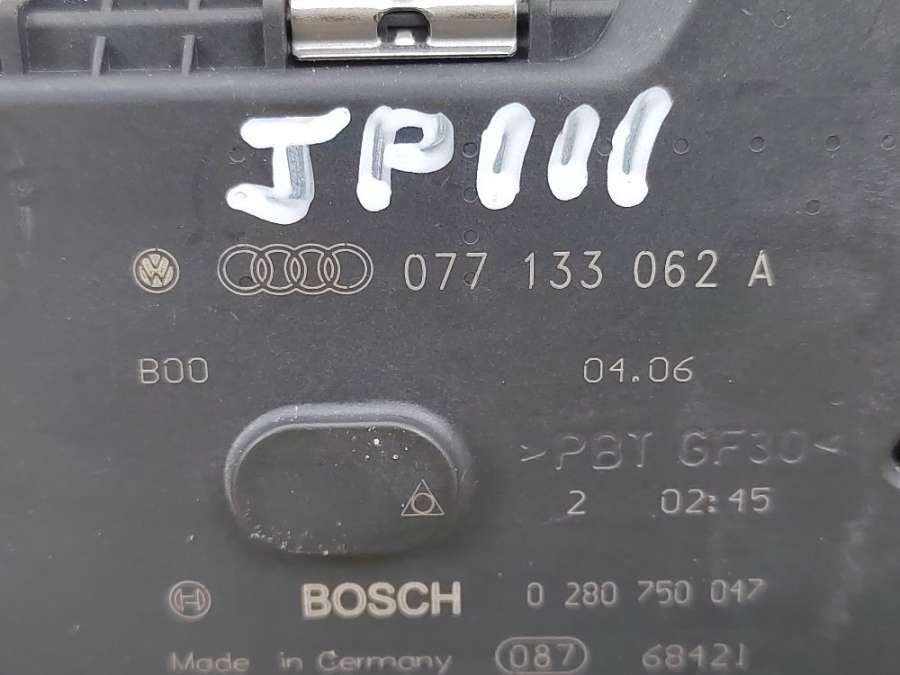 JP111
077 133 062 A
B00 04.06
>PBT GF30<
2 02:45
BOSCH 0 280 750 047
Made in Germany 087 68421